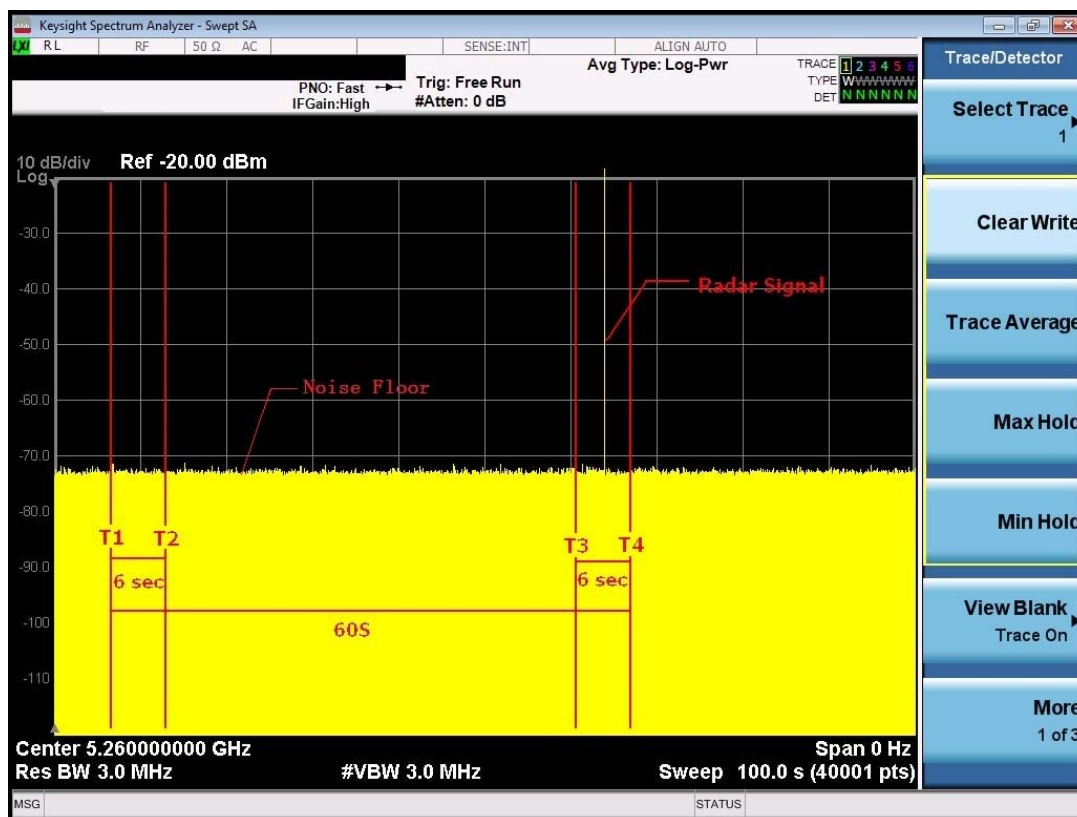 Keysight Spectrum Analyzer - Swept SA
LXI RL RF 50 Ω AC SENSE:INT ALIGN AUTO
Avg Type: Log-Pwr
TRACE 1 2 3 4 5 6
TYPE WWWWWW
DET N N N N N N
PNO: Fast
IFGain:High
Trig: Free Run
#Atten: 0 dB
10 dB/div Ref -20.00 dBm
Log
-30.0
-40.0
-50.0
-60.0
-70.0
-80.0
-90.0
-100
-110
Radar Signal
Noise Floor
T1 T2
T3 T4
6 sec
6 sec
60S
Center 5.260000000 GHz Span 0 Hz
Res BW 3.0 MHz #VBW 3.0 MHz Sweep 100.0 s (40001 pts)
MSG STATUS
Trace/Detector
Select Trace
1
Clear Write
Trace Average
Max Hold
Min Hold
View Blank
Trace On
More
1 of 3